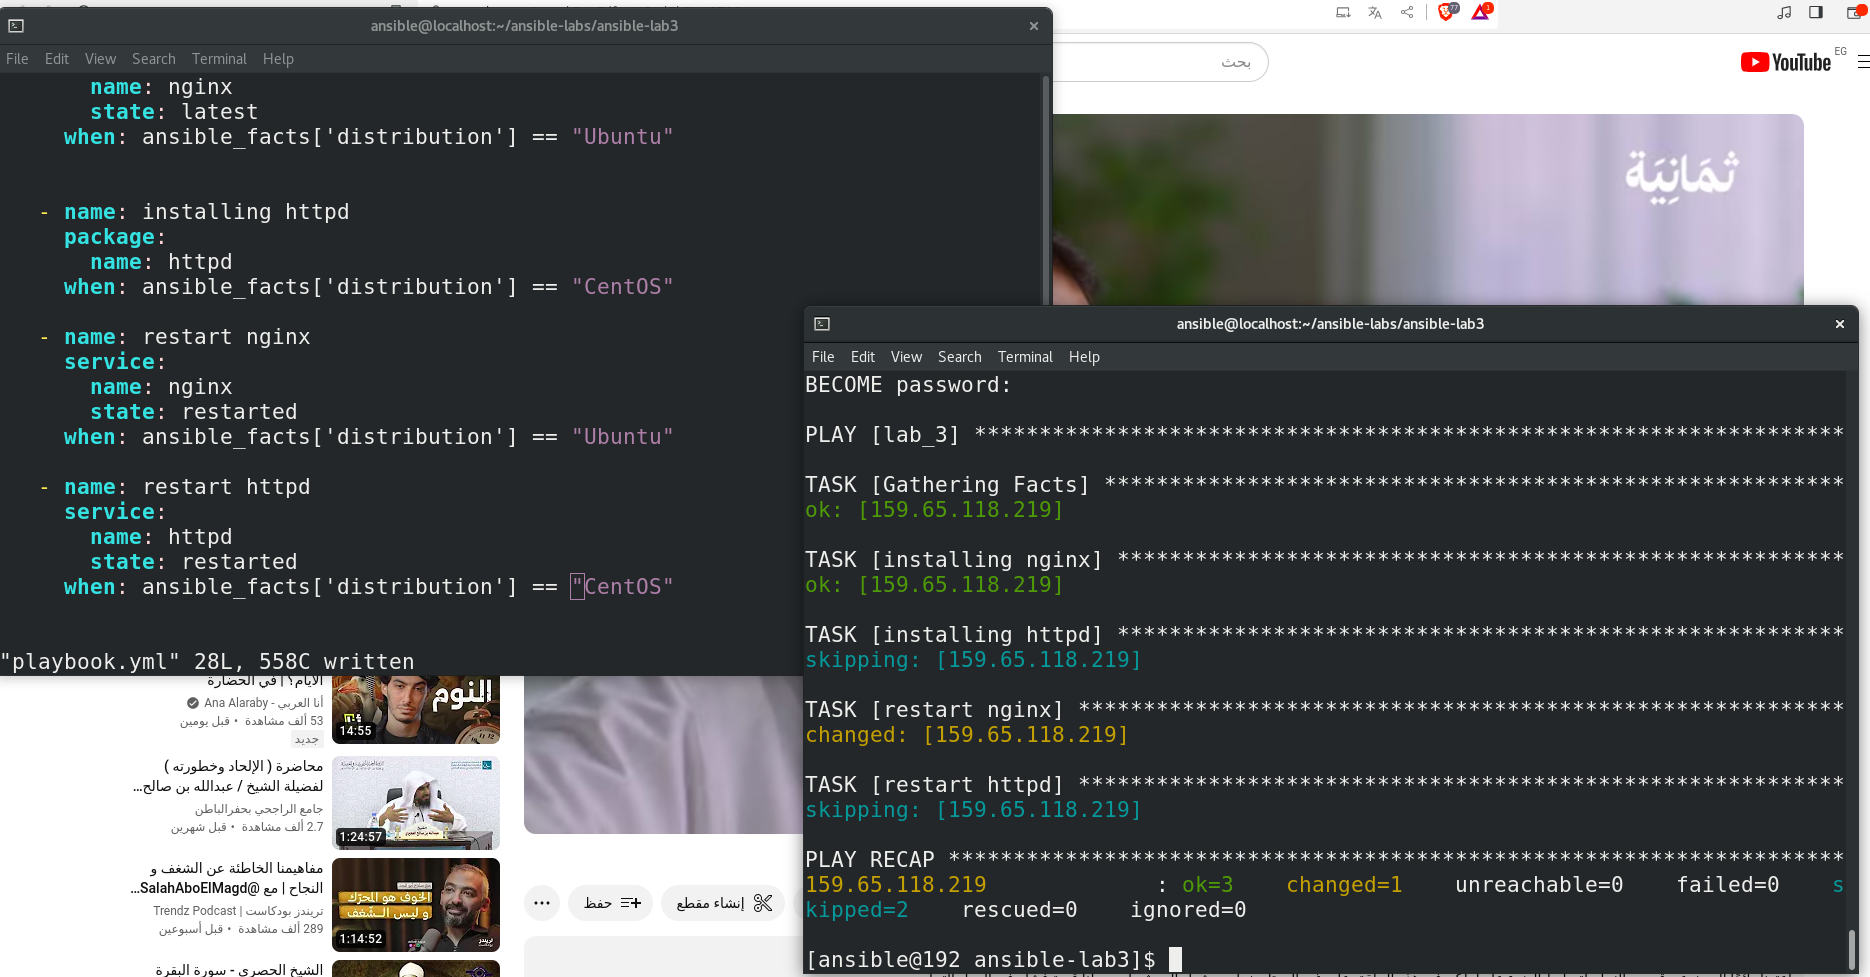 ansible@localhost:~/ansible-labs/ansible-lab3
File Edit View Search Terminal Help
name: nginx
state: latest
when: ansible_facts['distribution'] == "Ubuntu"
- name: installing httpd
package:
name: httpd
when: ansible_facts['distribution'] == "CentOS"
- name: restart nginx
service:
name: nginx
state: restarted
when: ansible_facts['distribution'] == "Ubuntu"
- name: restart httpd
service:
name: httpd
state: restarted
when: ansible_facts['distribution'] == "CentOS"
"playbook.yml" 28L, 558C written
77
1
بحث
YouTube
EG
ثمَانِيَة
ansible@localhost:~/ansible-labs/ansible-lab3
File Edit View Search Terminal Help
BECOME password:
PLAY [lab_3] *******************************************************************
TASK [Gathering Facts] *********************************************************
ok: [159.65.118.219]
TASK [installing nginx] ********************************************************
ok: [159.65.118.219]
TASK [installing httpd] ********************************************************
skipping: [159.65.118.219]
TASK [restart nginx] ***********************************************************
changed: [159.65.118.219]
TASK [restart httpd] ***********************************************************
skipping: [159.65.118.219]
PLAY RECAP *********************************************************************
159.65.118.219 : ok=3 changed=1 unreachable=0 failed=0 s
kipped=2 rescued=0 ignored=0
[ansible@192 ansible-lab3]$
الأيام؟ | في الحضارة
أنا العربي - Ana Alaraby
53 ألف مشاهدة • قبل يومين
جديد
النوم
14:55
محاضرة ( الإلحاد وخطورته )
لفضيلة الشيخ / عبدالله بن صالح...
جامع الراجحي بحفرالباطن
2.7 ألف مشاهدة • قبل شهرين
1:24:57
مفاهيمنا الخاطئة عن الشغف و
النجاح | مع @SalahAboElMagd...
تريندز بودكاست | Trendz Podcast
289 ألف مشاهدة • قبل أسبوعين
الخوف هو المحرّك
و ليس الشغف
تريندز
1:14:52
الشيخ الحصري - سورة البقرة
حفظ
إنشاء مقطع